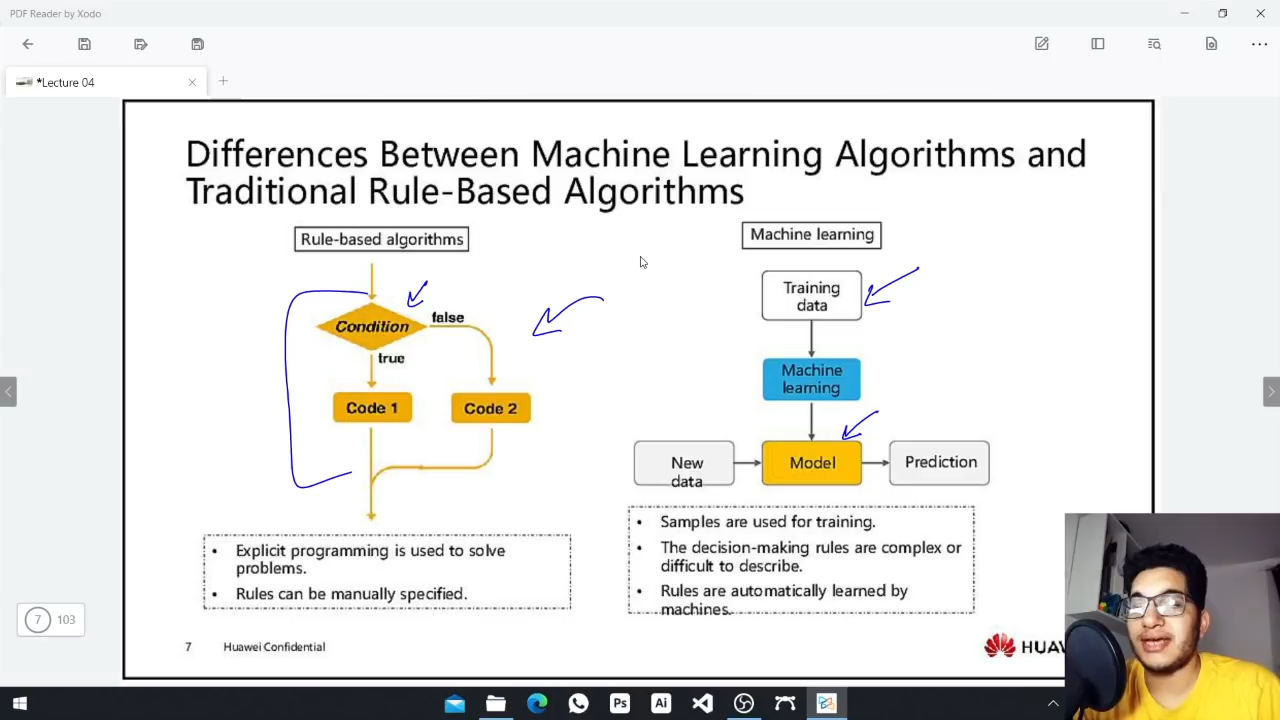 PDF Reader by Xodo
*Lecture 04
Differences Between Machine Learning Algorithms and
Traditional Rule-Based Algorithms
Rule-based algorithms
Condition
false
true
Code 1
Code 2
Explicit programming is used to solve
problems.
Rules can be manually specified.
Machine learning
Training
data
Machine
learning
New
data
Model
Prediction
Samples are used for training.
The decision-making rules are complex or
difficult to describe.
Rules are automatically learned by
machines.
7
Huawei Confidential
HUAW
7 103
Ps
Ai